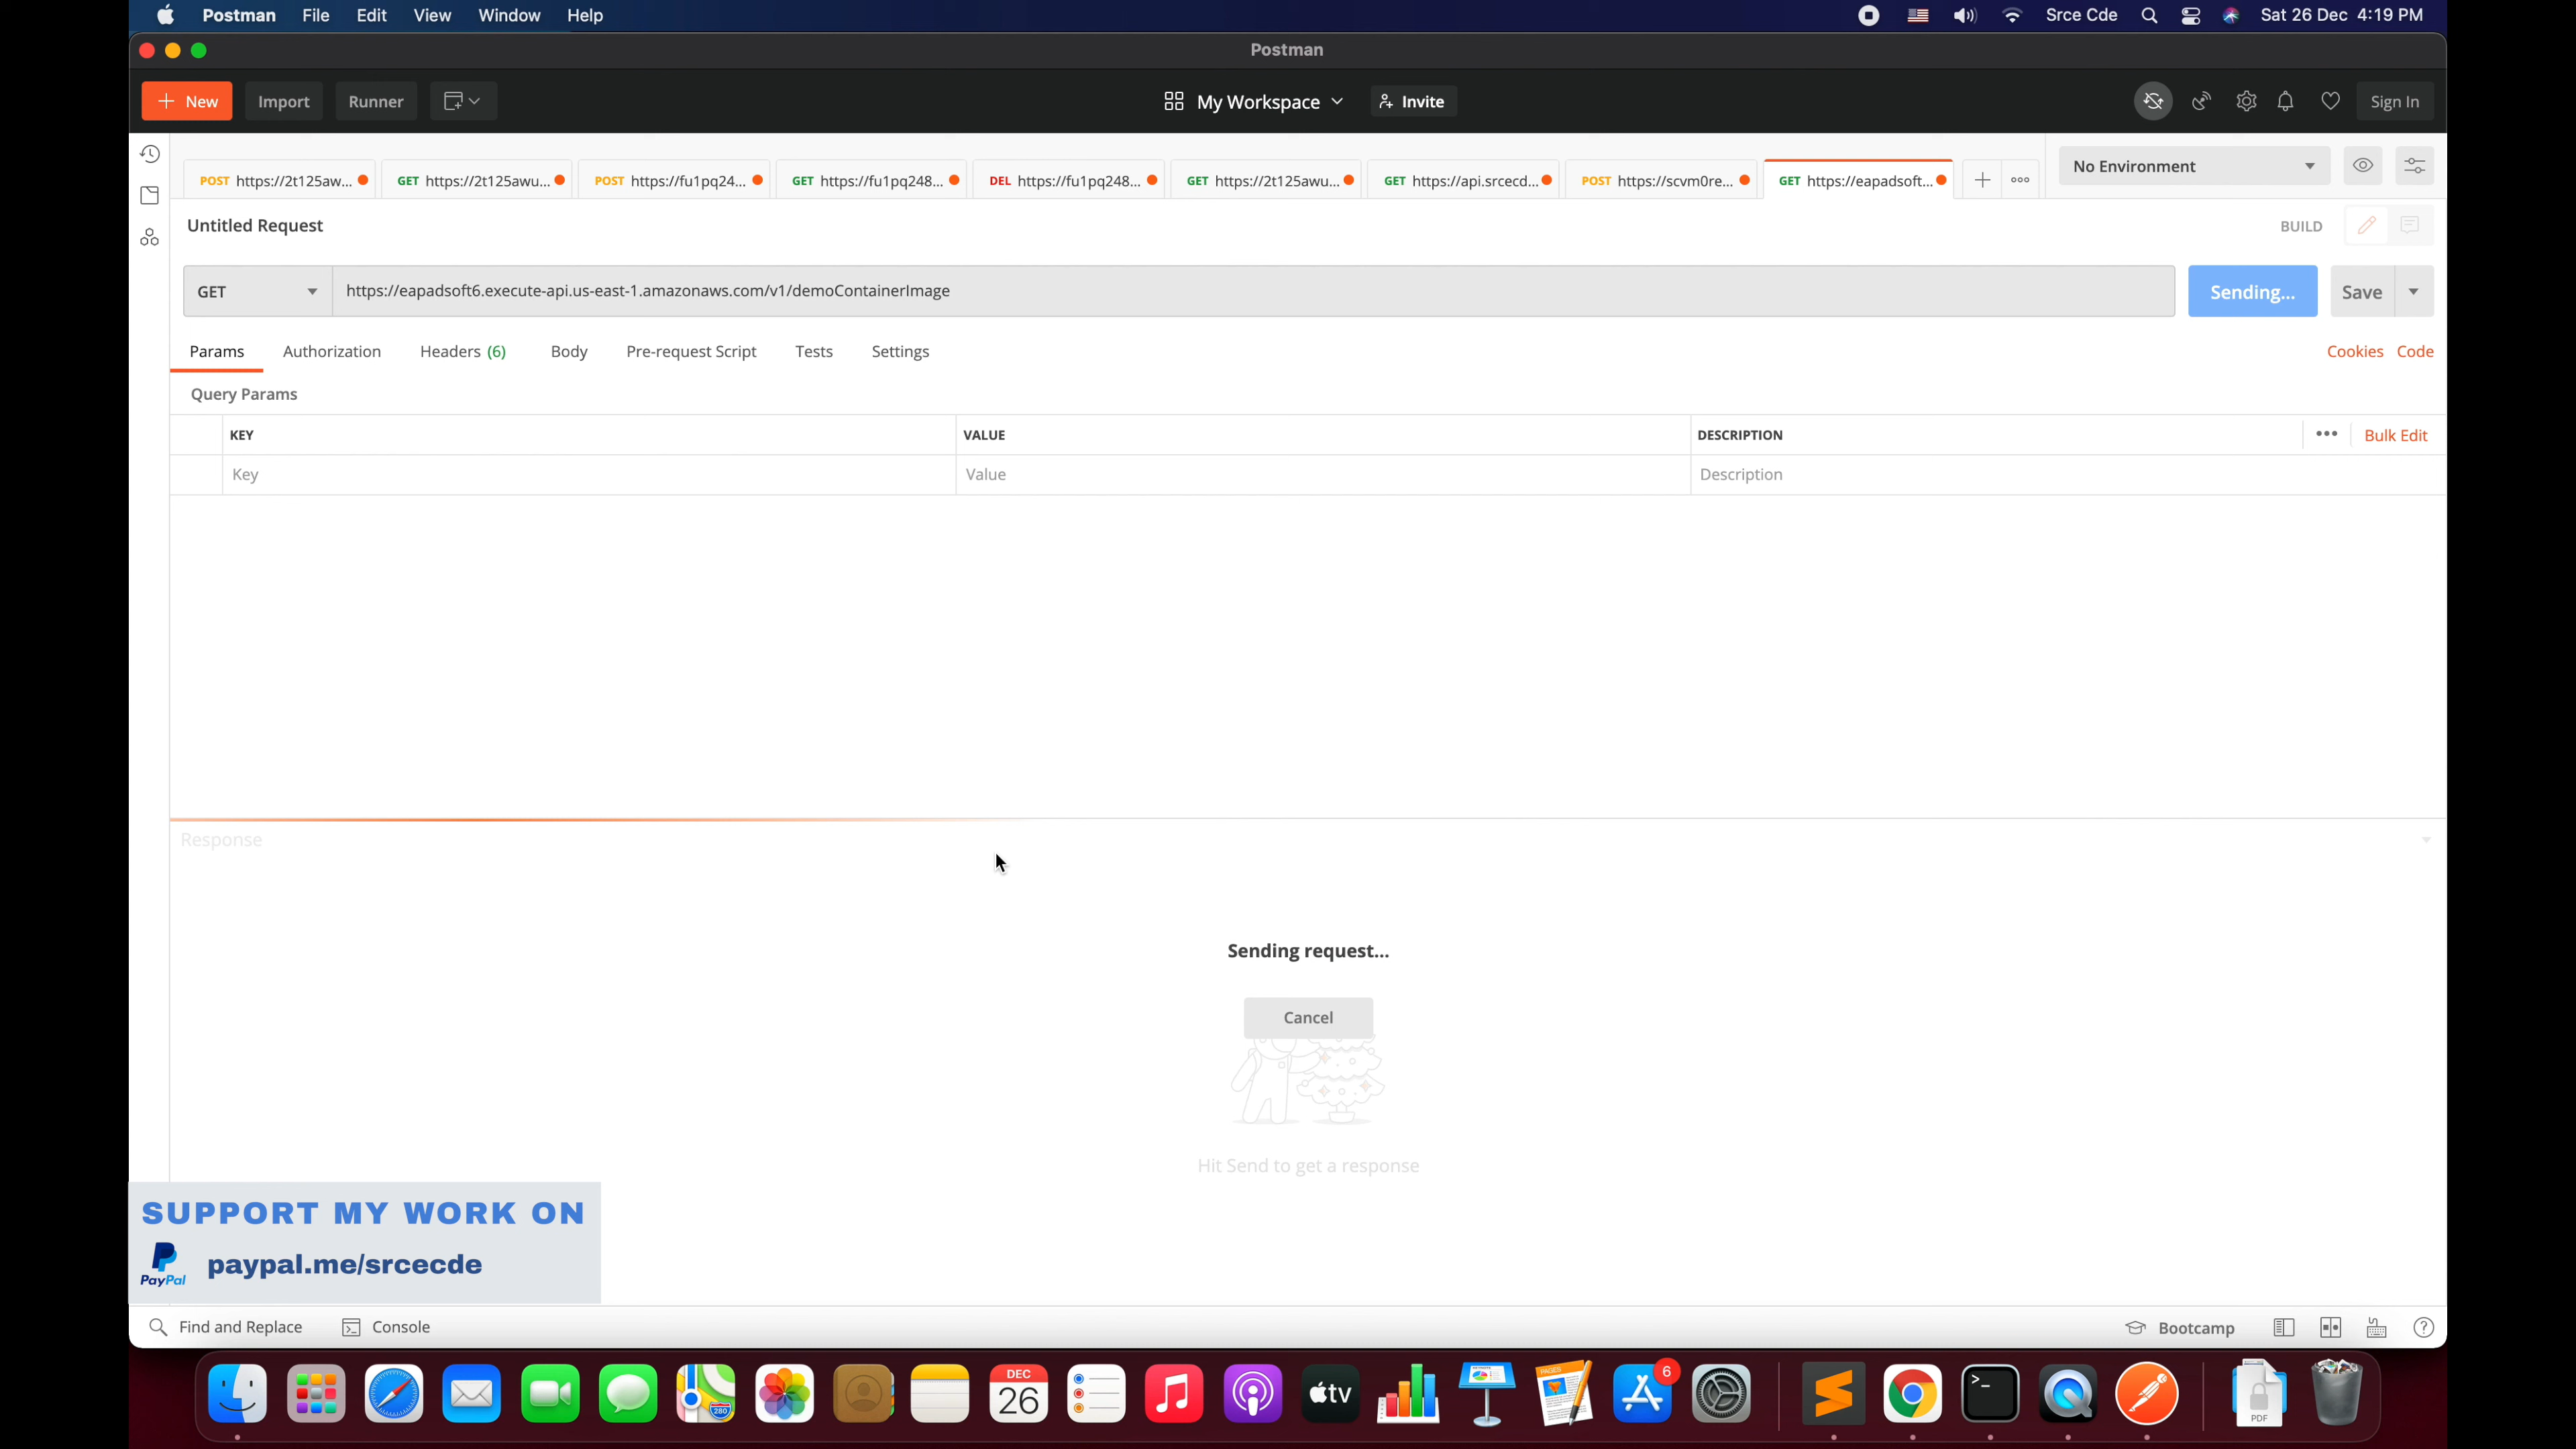 Postman File Edit View Window Help Srce Cde Sat 26 Dec 4:19 PM
Postman
New Import Runner My Workspace Invite Sign In
POST https://2t125aw... GET https://2t125awu... POST https://fu1pq24... GET https://fu1pq248... DEL https://fu1pq248... GET https://2t125awu... GET https://api.srcecd... POST https://scvm0re... GET https://eapadsoft... No Environment
Untitled Request BUILD
GET https://eapadsoft6.execute-api.us-east-1.amazonaws.com/v1/demoContainerImage Sending... Save
Params Authorization Headers (6) Body Pre-request Script Tests Settings Cookies Code
Query Params
KEY VALUE DESCRIPTION Bulk Edit
Key Value Description
Response
Sending request...
Cancel
Hit Send to get a response
SUPPORT MY WORK ON
PayPal paypal.me/srcecde
Find and Replace Console Bootcamp
DEC
26
tv
280
PAGES
6
PDF